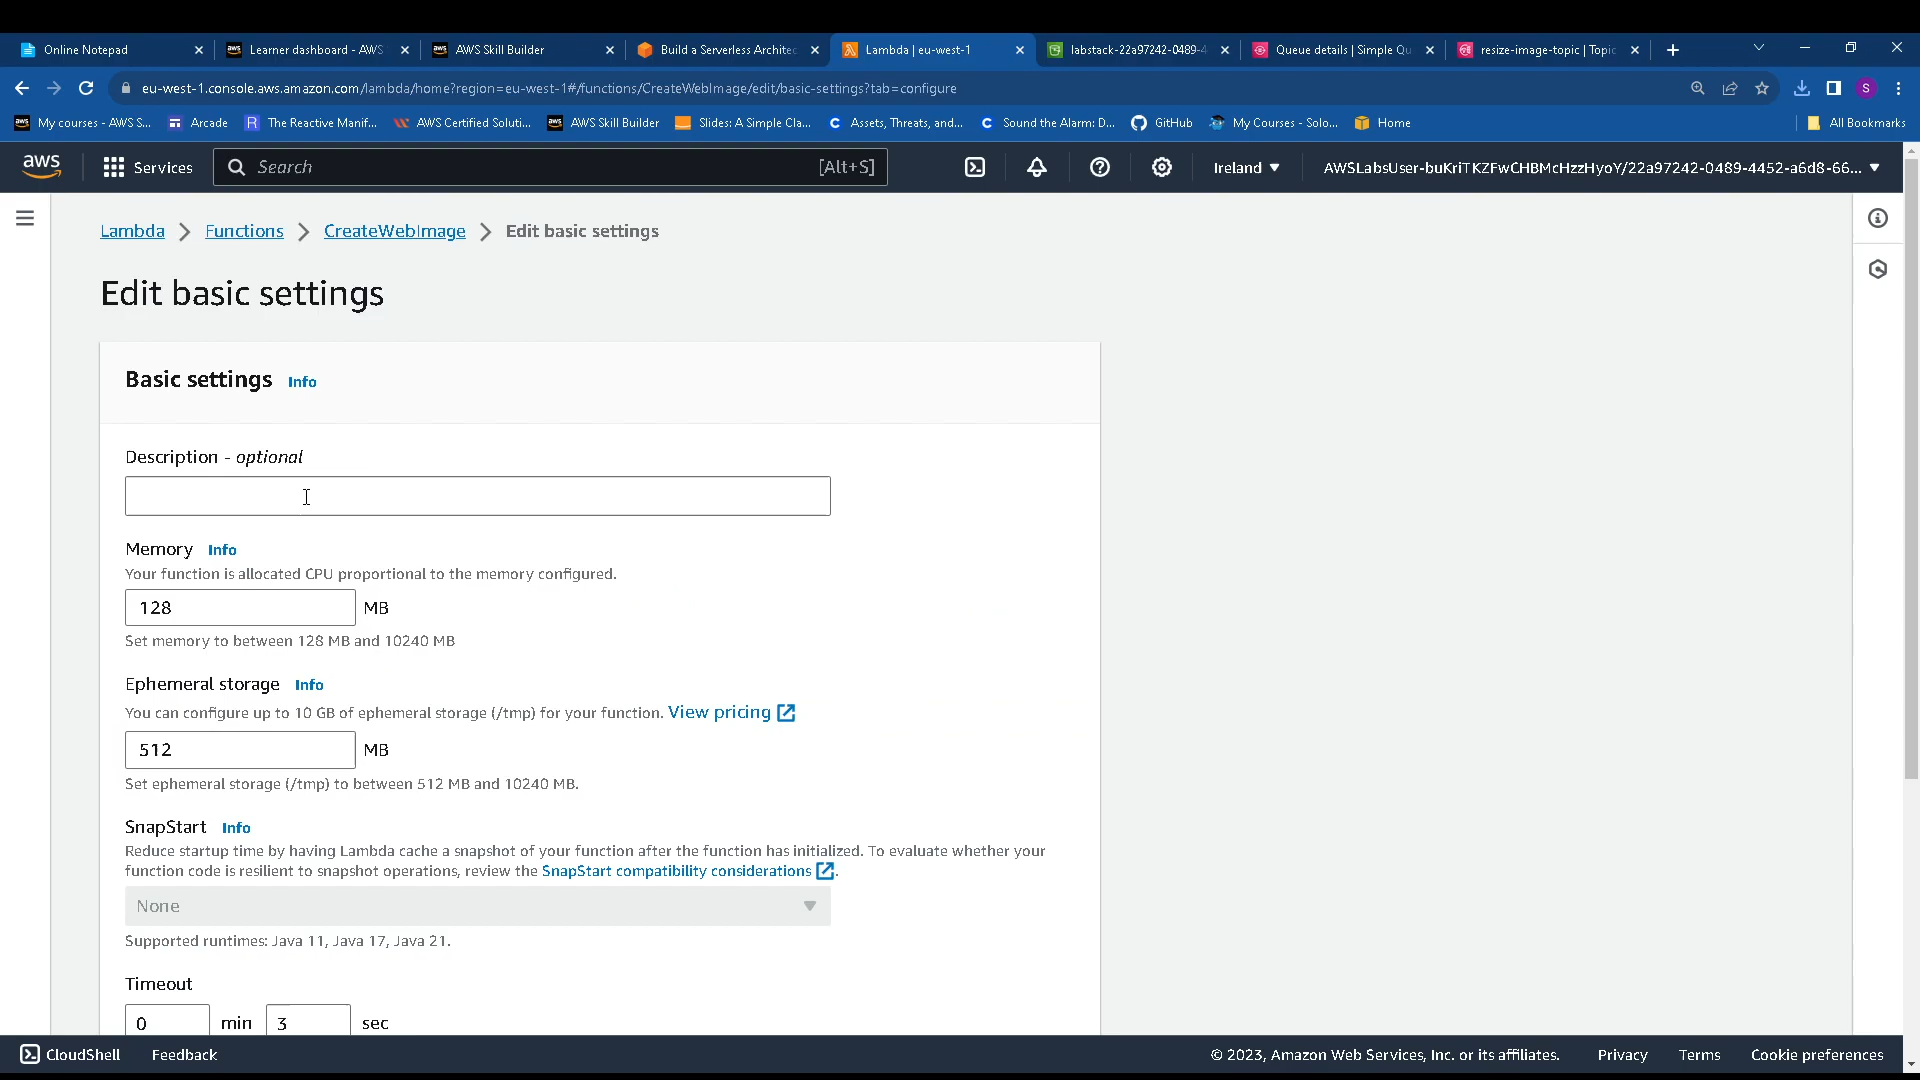 Online Notepad
Learner dashboard - AWS
AWS Skill Builder
Build a Serverless Architec
Lambda | eu-west-1
labstack-22a97242-0489-4
Queue details | Simple Qu
resize-image-topic | Topic
eu-west-1.console.aws.amazon.com/lambda/home?region=eu-west-1#/functions/CreateWebImage/edit/basic-settings?tab=configure
S
My courses - AWS S...
Arcade
The Reactive Manif...
AWS Certified Soluti...
AWS Skill Builder
Slides: A Simple Cla...
Assets, Threats, and...
Sound the Alarm: D...
GitHub
My Courses - Solo...
Home
All Bookmarks
aws
Services
Search
[Alt+S]
Ireland
AWSLabsUser-buKriTKZFwCHBMcHzzHyoY/22a97242-0489-4452-a6d8-66...
Lambda
Functions
CreateWebImage
Edit basic settings
Edit basic settings
Basic settings Info
Description - optional
Memory Info
Your function is allocated CPU proportional to the memory configured.
128 MB
Set memory to between 128 MB and 10240 MB
Ephemeral storage Info
You can configure up to 10 GB of ephemeral storage (/tmp) for your function. View pricing
512 MB
Set ephemeral storage (/tmp) to between 512 MB and 10240 MB.
SnapStart Info
Reduce startup time by having Lambda cache a snapshot of your function after the function has initialized. To evaluate whether your
function code is resilient to snapshot operations, review the SnapStart compatibility considerations.
None
Supported runtimes: Java 11, Java 17, Java 21.
Timeout
0 min 3 sec
CloudShell
Feedback
© 2023, Amazon Web Services, Inc. or its affiliates.
Privacy
Terms
Cookie preferences